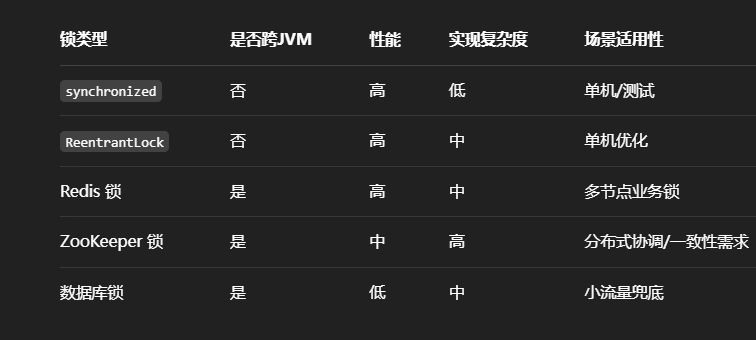 锁类型 是否跨JVM 性能 实现复杂度 场景适用性
synchronized 否 高 低 单机/测试
ReentrantLock 否 高 中 单机优化
Redis 锁 是 高 中 多节点业务锁
ZooKeeper 锁 是 中 高 分布式协调/一致性需求
数据库锁 是 低 中 小流量兜底